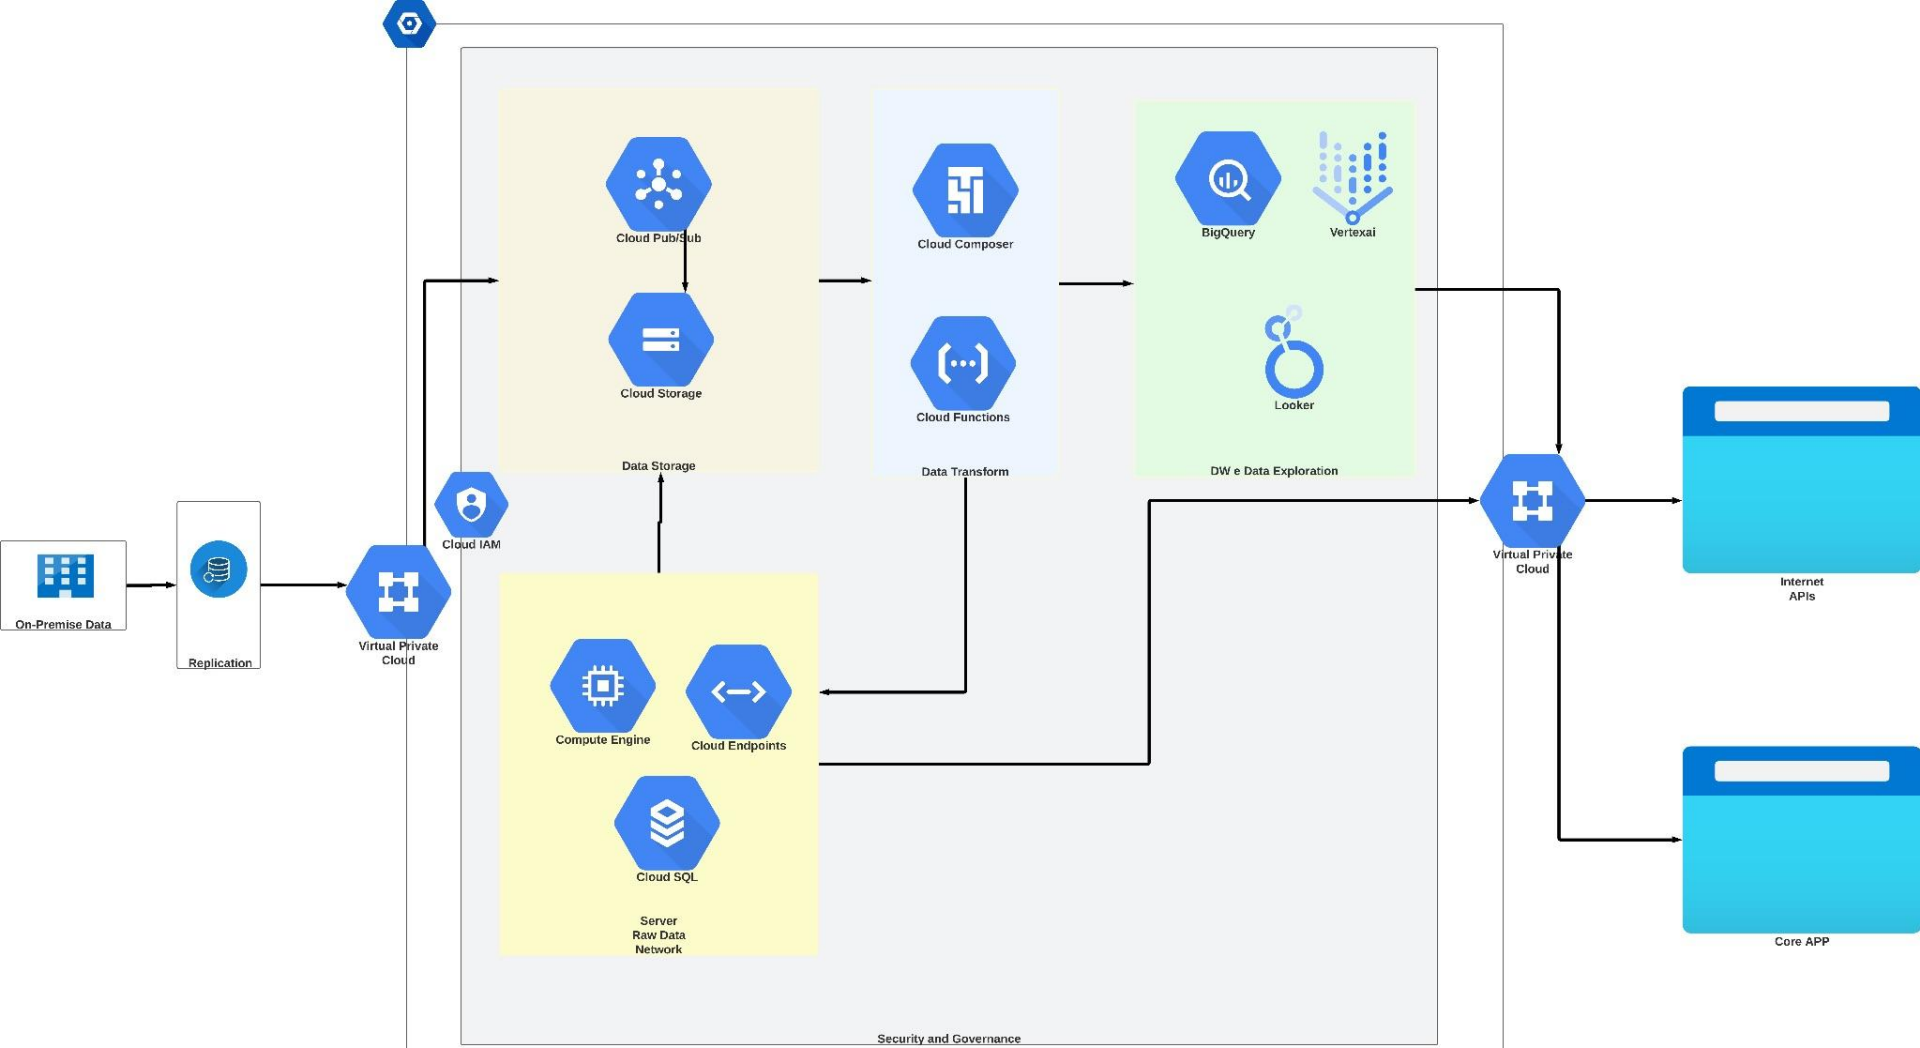 Cloud Pub/Sub
Cloud Storage
Data Storage
Cloud Composer
Cloud Functions
Data Transform
BigQuery
Vertexai
Looker
DW e Data Exploration
Cloud IAM
On-Premise Data
Replication
Virtual Private
Cloud
Compute Engine
Cloud Endpoints
Cloud SQL
Server
Raw Data
Network
Virtual Private
Cloud
Internet
APIs
Core APP
Security and Governance